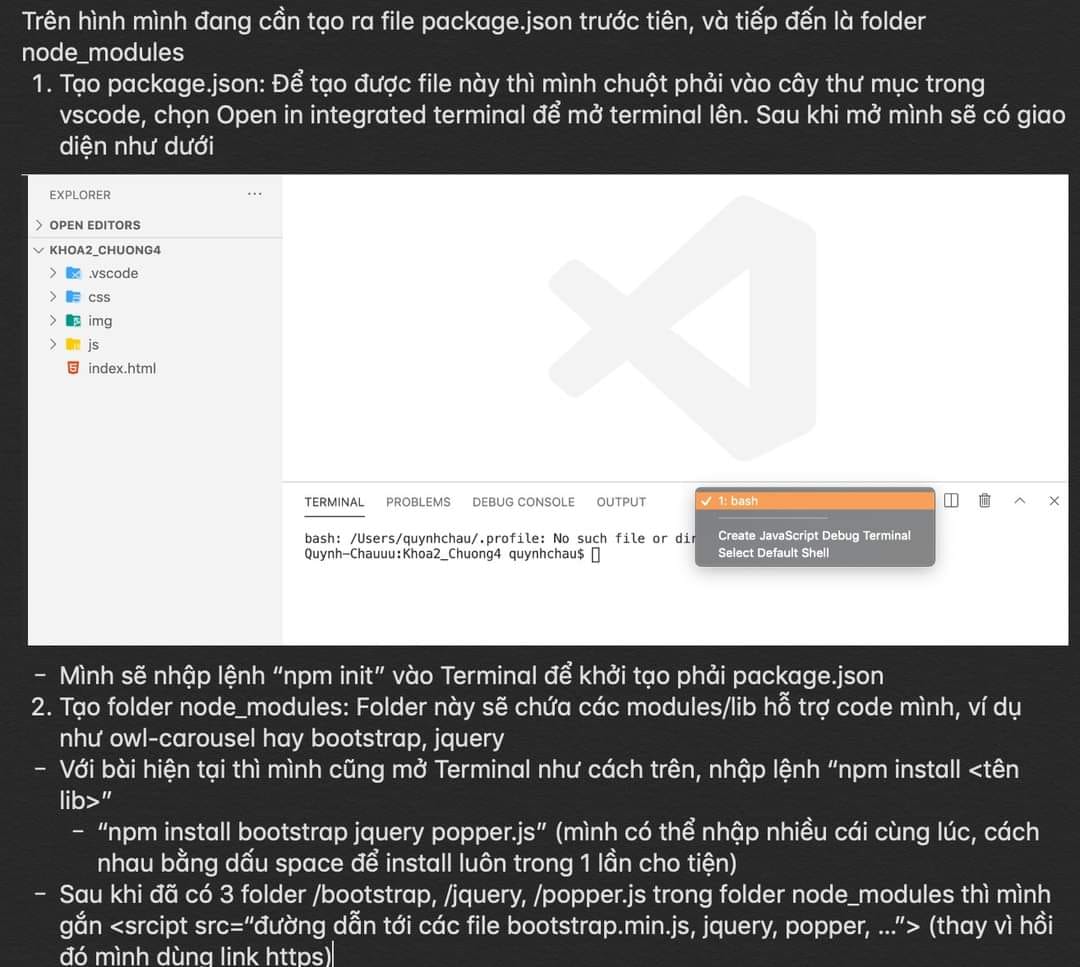 Trên hình mình đang cần tạo ra file package.json trước tiên, và tiếp đến là folder
node_modules
1. Tạo package.json: Để tạo được file này thì mình chuột phải vào cây thư mục trong
vscode, chọn Open in integrated terminal để mở terminal lên. Sau khi mở mình sẽ có giao
diện như dưới
EXPLORER ...
OPEN EDITORS
KHOA2_CHUONG4
.vscode
css
img
js
index.html
TERMINAL PROBLEMS DEBUG CONSOLE OUTPUT
1: bash
Create JavaScript Debug Terminal
Select Default Shell
bash: /Users/quynhchau/.profile: No such file or dir
Quynh-Chauuu:Khoa2_Chuong4 quynhchau$
– Mình sẽ nhập lệnh “npm init” vào Terminal để khởi tạo phải package.json
2. Tạo folder node_modules: Folder này sẽ chứa các modules/lib hỗ trợ code mình, ví dụ
như owl-carousel hay bootstrap, jquery
– Với bài hiện tại thì mình cũng mở Terminal như cách trên, nhập lệnh “npm install <tên
lib>”
– “npm install bootstrap jquery popper.js” (mình có thể nhập nhiều cái cùng lúc, cách
nhau bằng dấu space để install luôn trong 1 lần cho tiện)
– Sau khi đã có 3 folder /bootstrap, /jquery, /popper.js trong folder node_modules thì mình
gắn <srcipt src=“đường dẫn tới các file bootstrap.min.js, jquery, popper, ...”> (thay vì hồi
đó mình dùng link https)